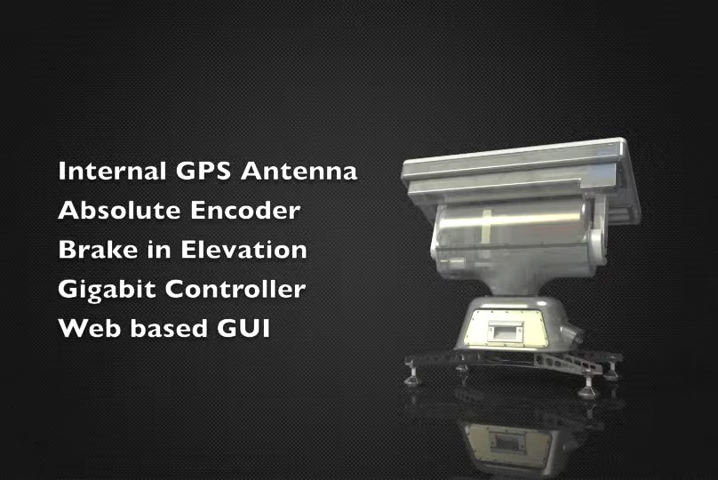 Internal GPS Antenna
Absolute Encoder
Brake in Elevation
Gigabit Controller
Web based GUI